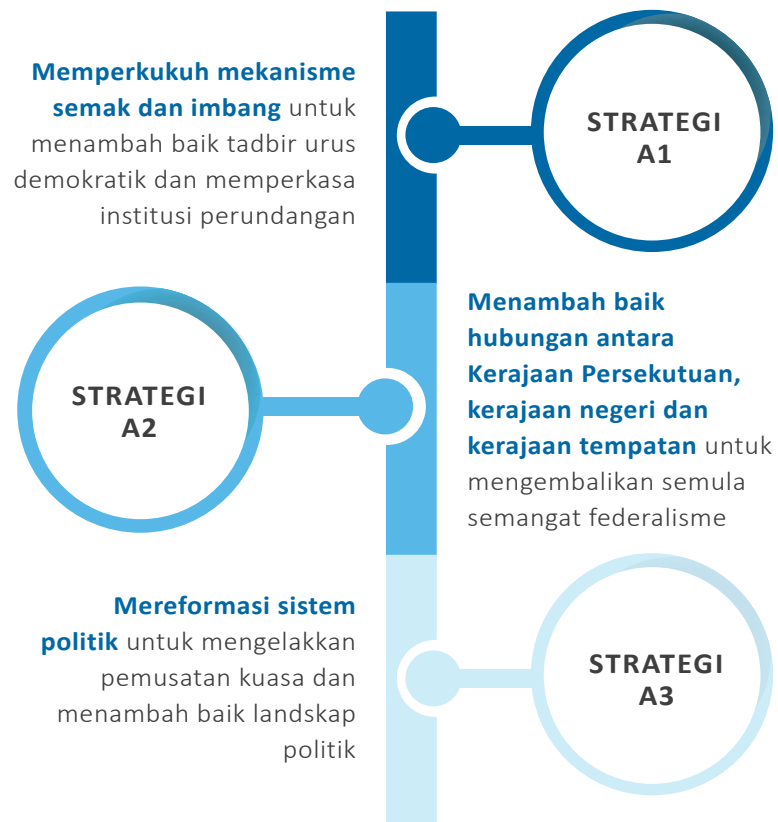 Memperkukuh mekanisme
semak dan imbang untuk
menambah baik tadbir urus
demokratik dan memperkasa
institusi perundangan
STRATEGI
A1
STRATEGI
A2
Menambah baik
hubungan antara
Kerajaan Persekutuan,
kerajaan negeri dan
kerajaan tempatan untuk
mengembalikan semula
semangat federalisme
Mereformasi sistem
politik untuk mengelakkan
pemusatan kuasa dan
menambah baik landskap
politik
STRATEGI
A3